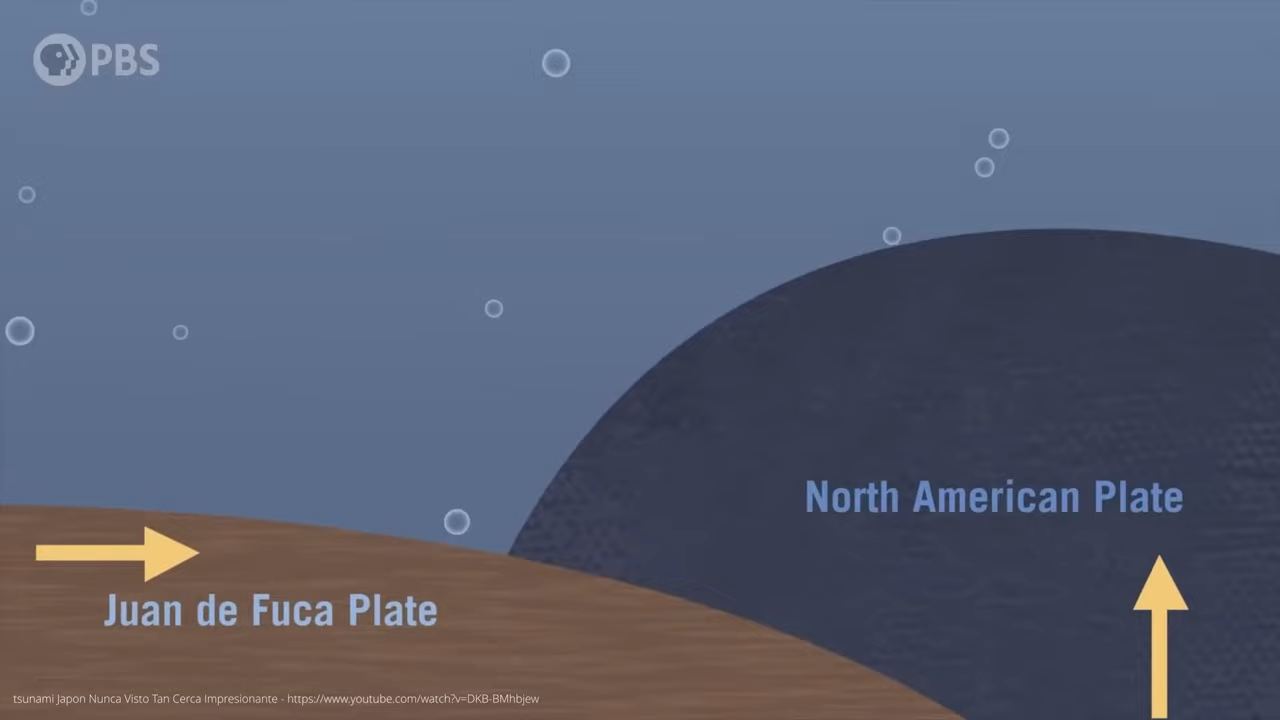 PBS
North American Plate
Juan de Fuca Plate
tsunami Japon Nunca Visto Tan Cerca Impresionante - https://www.youtube.com/watch?v=DKB-BMhbjew